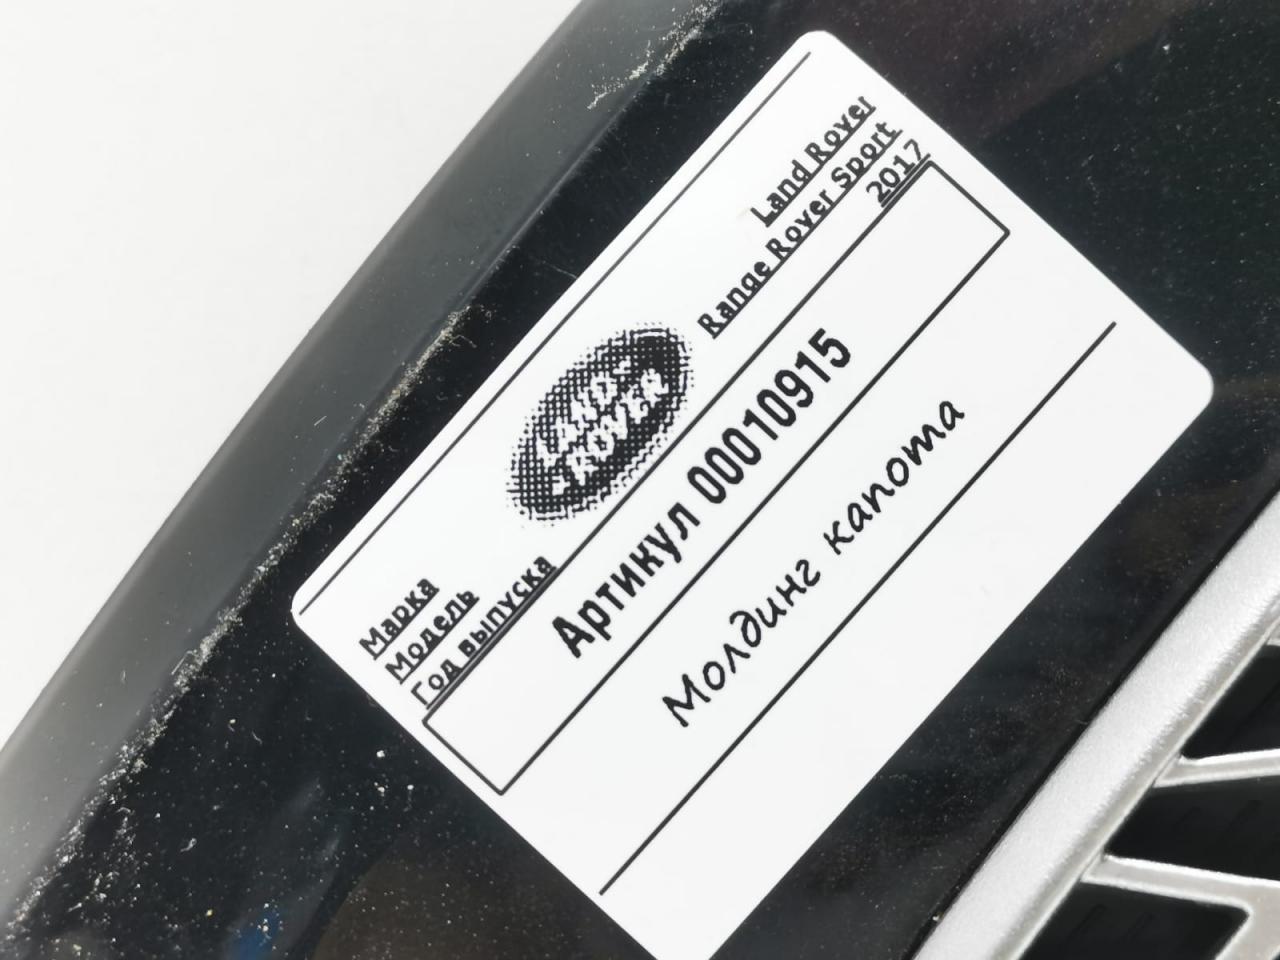 Марка Land Rover
Модель Range Rover Sport
Год выпуска 2017
LAND-
-ROVER
Артикул 00010915
Молдинг капота